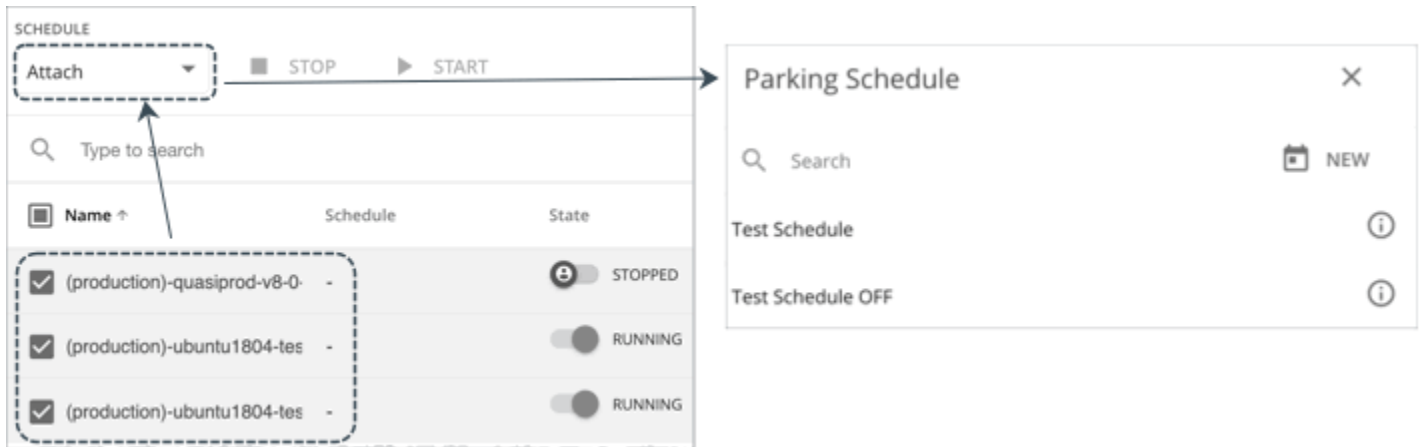 SCHEDULE
Attach
STOP
START
Type to search
Name ↑ Schedule State
(production)-quasiprod-v8-0- - STOPPED
(production)-ubuntu1804-tes - RUNNING
(production)-ubuntu1804-tes - RUNNING
Parking Schedule
Search
NEW
Test Schedule
Test Schedule OFF